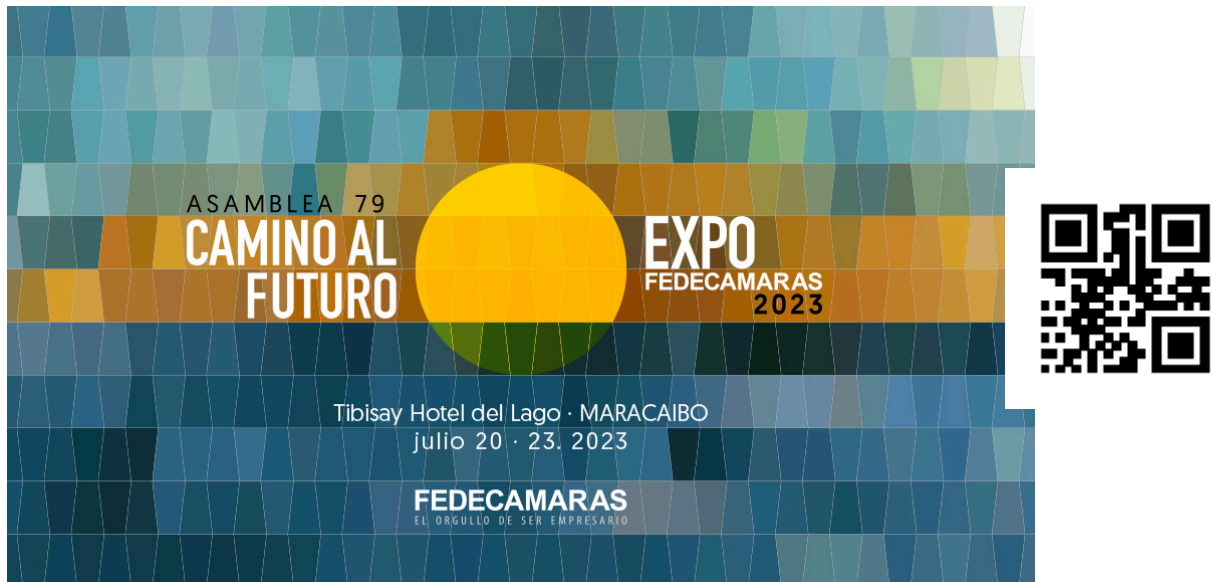 ASAMBLEA 79
CAMINO AL
FUTURO
EXPO
FEDECAMARAS
2023
Tibisay Hotel del Lago · MARACAIBO
julio 20 · 23. 2023
FEDECAMARAS
EL ORGULLO DE SER EMPRESARIO